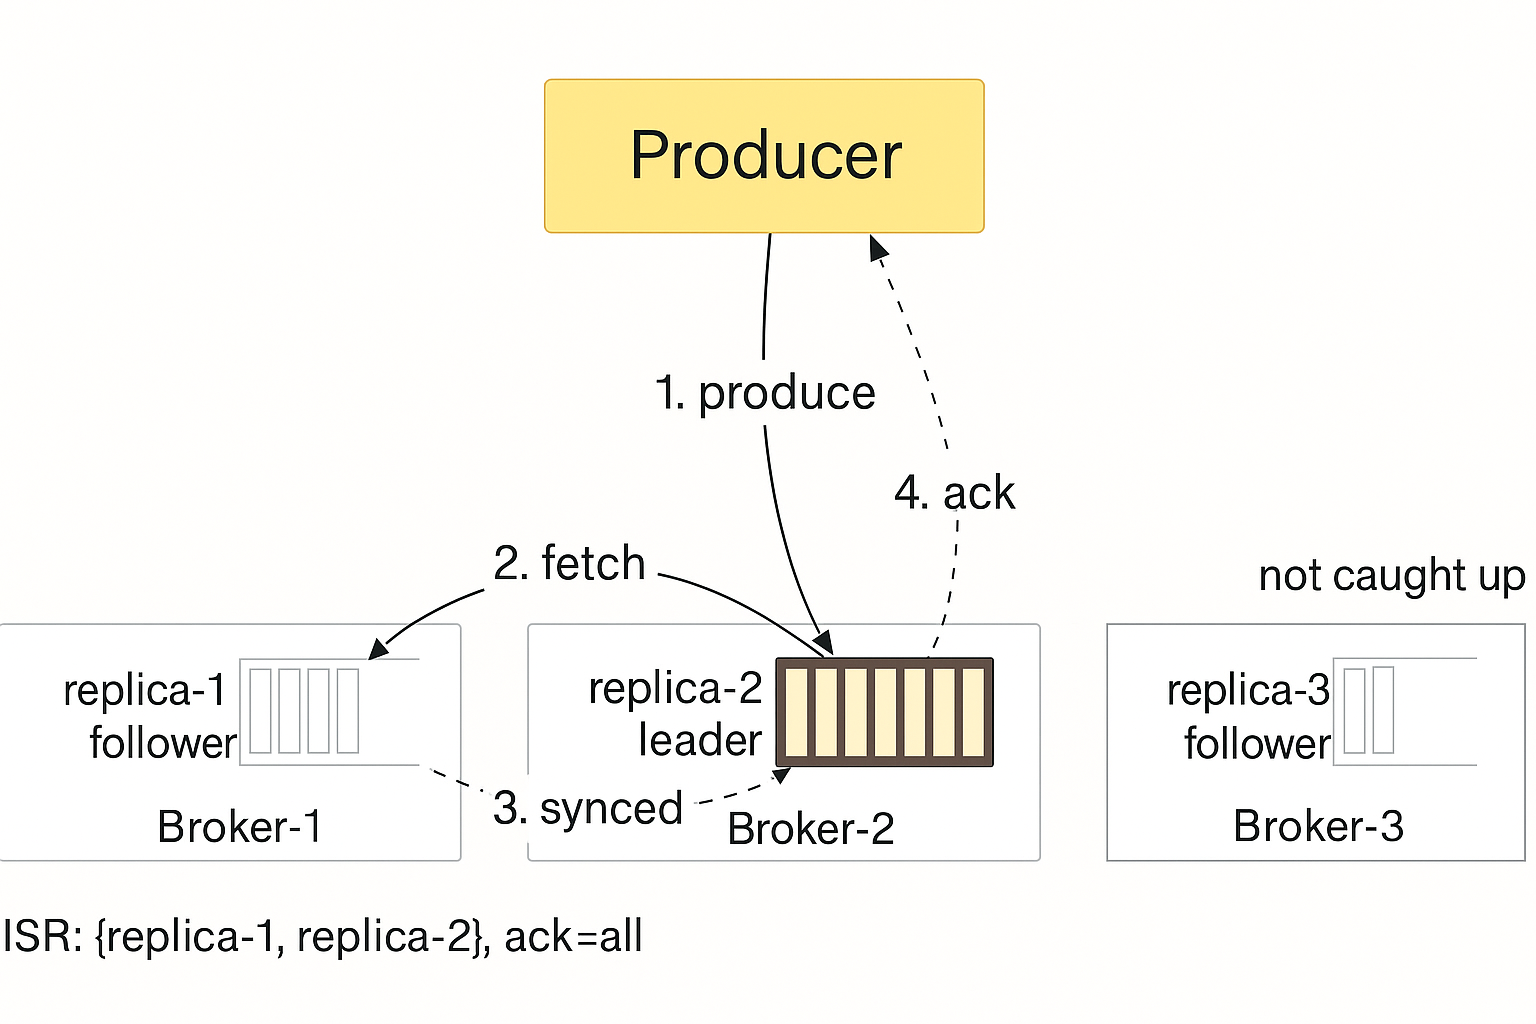 Producer
1. produce
4. ack
2. fetch
not caught up
replica-1
follower
Broker-1
replica-2
leader
3. synced
Broker-2
replica-3
follower
Broker-3
ISR: {replica-1, replica-2}, ack=all